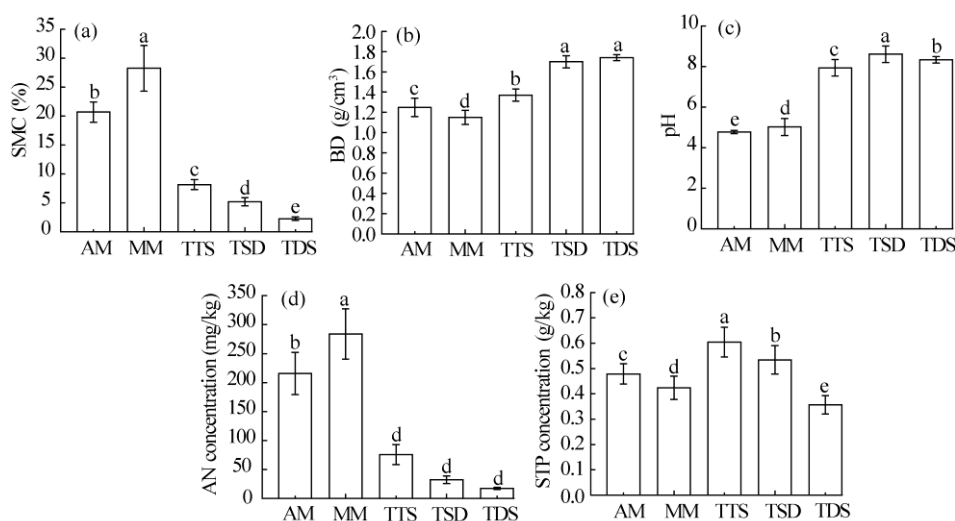 (a)
SMC (%)
35
30
25
20
15
10
5
0
b
a
c
d
e
AM MM TTS TSD TDS
(b)
BD (g/cm³)
2.0
1.8
1.6
1.4
1.2
1.0
0.8
0.6
0.4
0.2
0.0
c
d
b
a
a
AM MM TTS TSD TDS
(c)
pH
10
8
6
4
2
0
e
d
c
a
b
AM MM TTS TSD TDS
(d)
AN concentration (mg/kg)
350
300
250
200
150
100
50
0
b
a
d
d
d
AM MM TTS TSD TDS
(e)
STP concentration (g/kg)
0.8
0.7
0.6
0.5
0.4
0.3
0.2
0.1
0.0
c
d
a
b
e
AM MM TTS TSD TDS